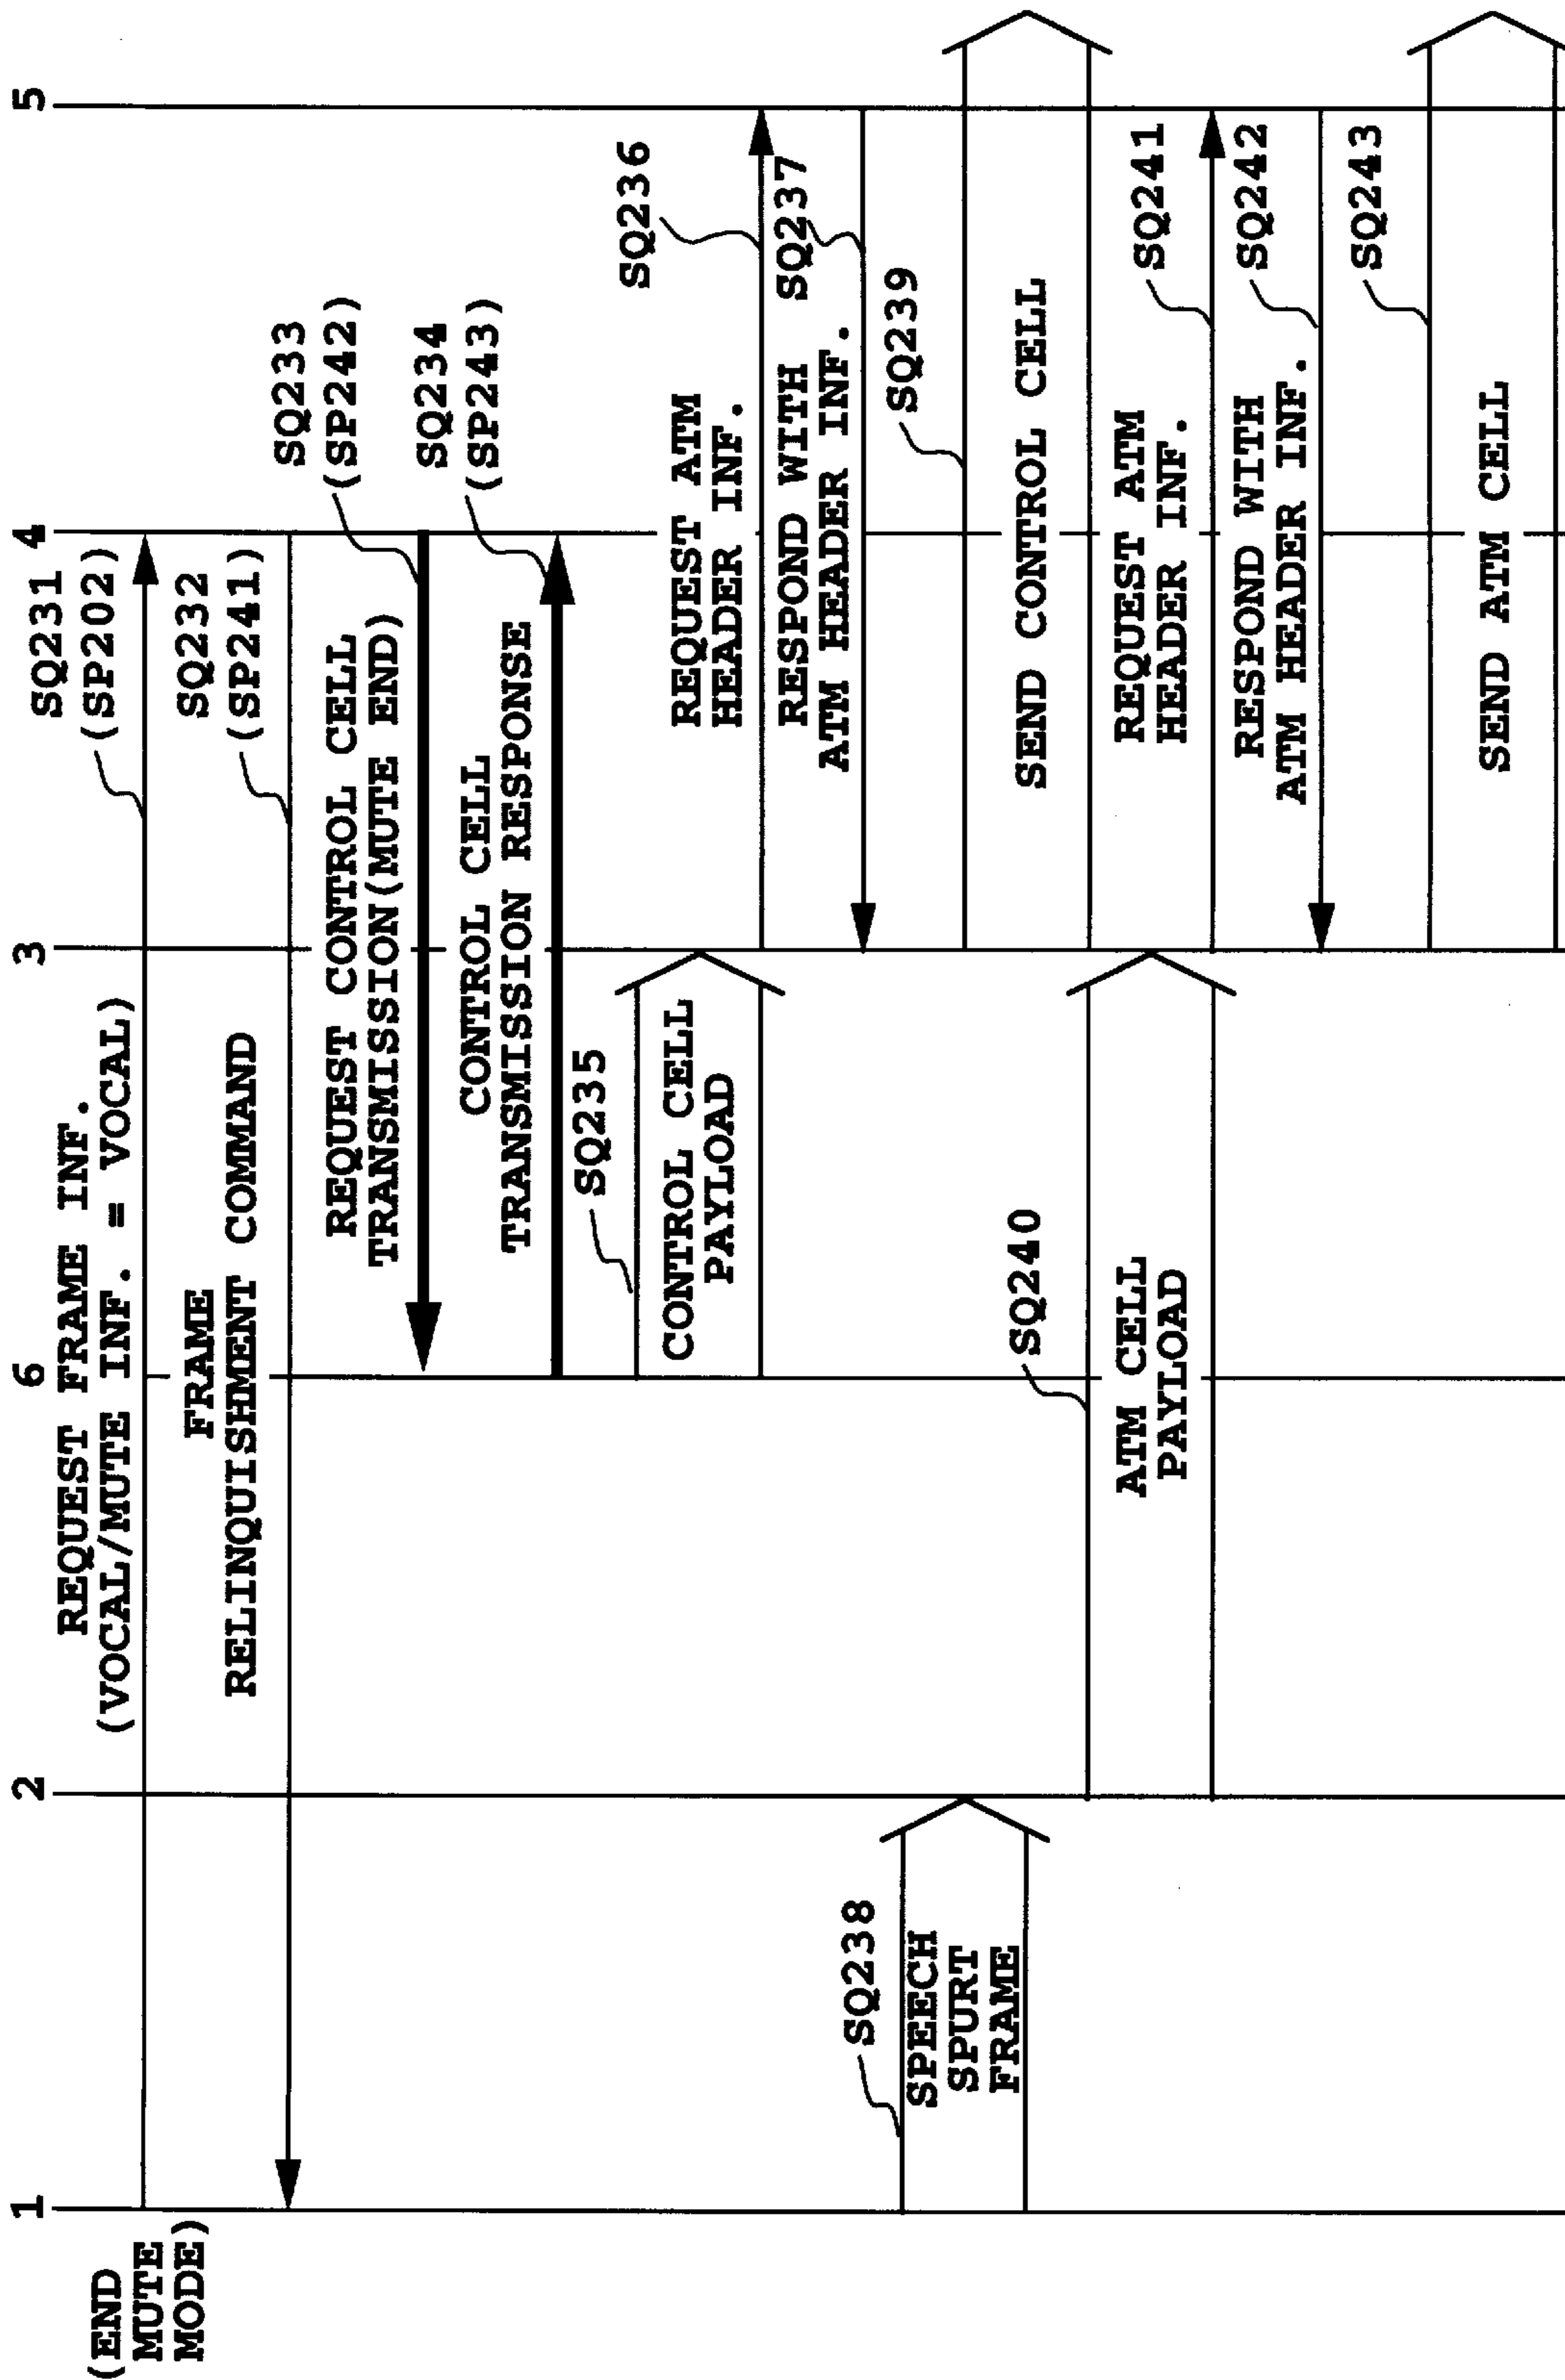 1
2
6
3
4
5
(END
MUTE
MODE)
REQUEST FRAME INF.
(VOCAL/MUTE INF. = VOCAL)
SQ231
(SP202)
FRAME
RELINQUISHMENT COMMAND
SQ232
(SP241)
REQUEST CONTROL CELL
TRANSMISSION(MUTE END)
SQ233
(SP242)
CONTROL CELL
TRANSMISSION RESPONSE
SQ234
(SP243)
SQ235
CONTROL CELL
PAYLOAD
REQUEST ATM
HEADER INF.
SQ236
RESPOND WITH
ATM HEADER INF.
SQ237
SQ238
SPEECH
SPURT
FRAME
SQ239
SEND CONTROL CELL
SQ240
ATM CELL
PAYLOAD
REQUEST ATM
HEADER INF.
SQ241
RESPOND WITH
ATM HEADER INF.
SQ242
SQ243
SEND ATM CELL